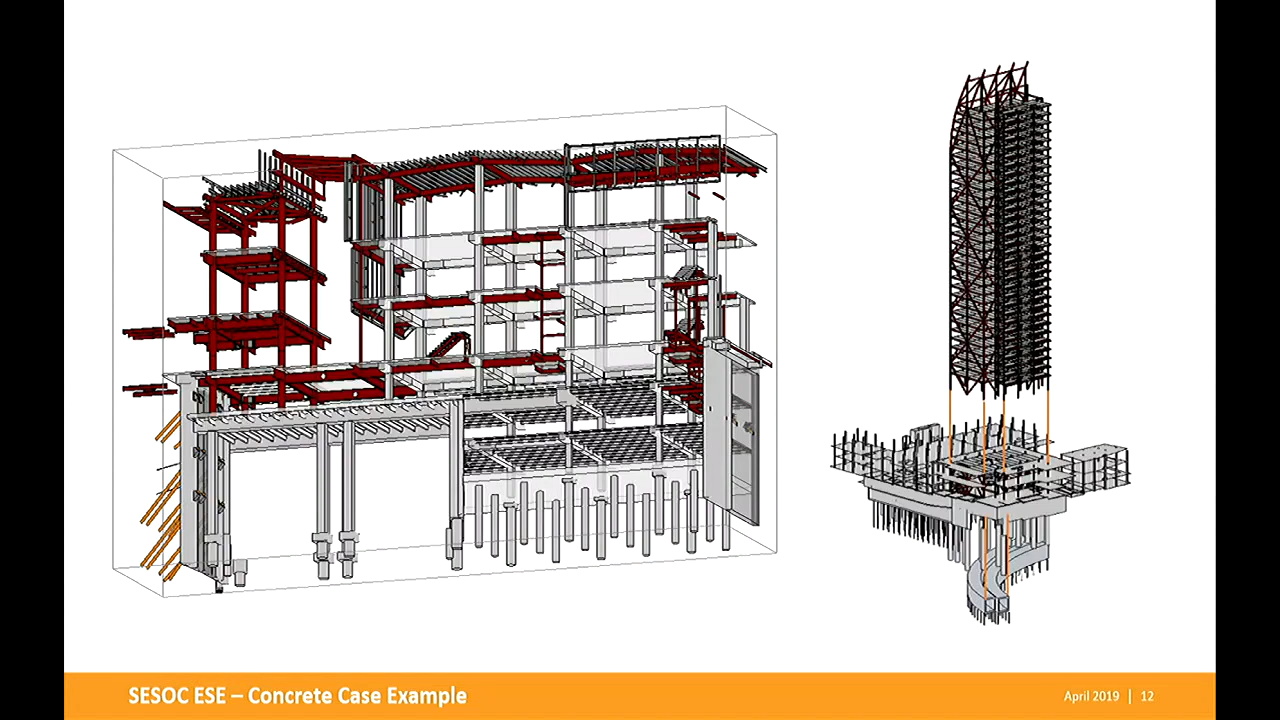 SESOC ESE – Concrete Case Example
April 2019 | 12